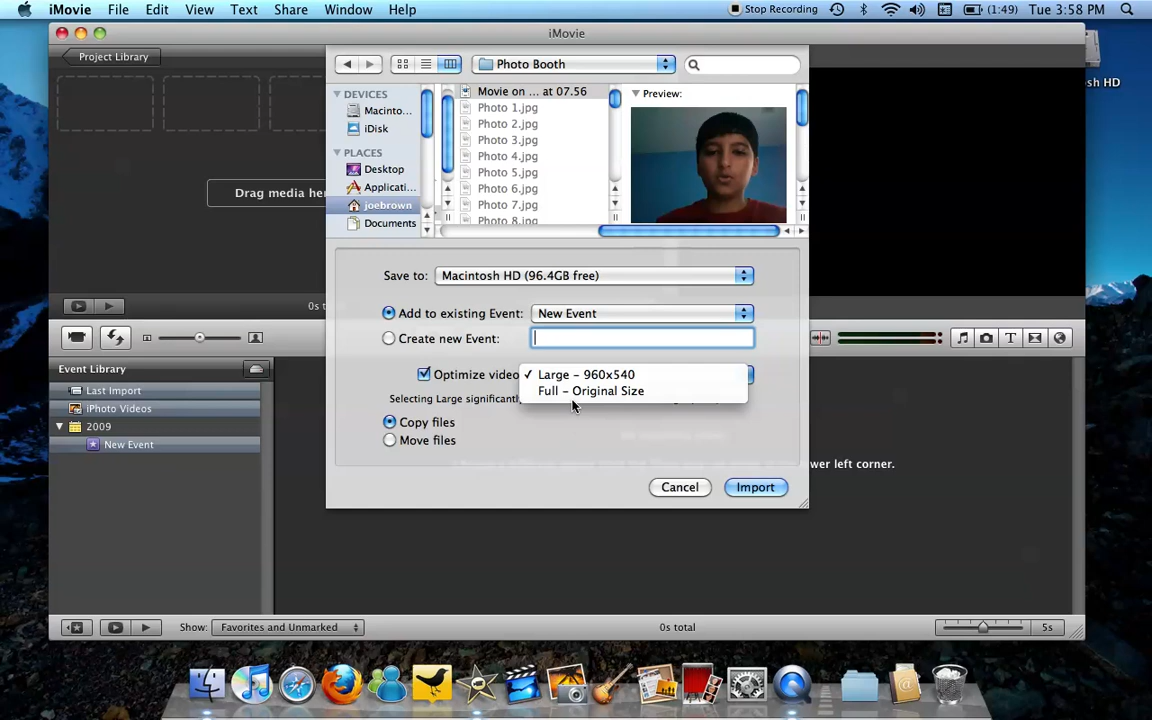 iMovie File Edit View Text Share Window Help Stop Recording (1:49) Tue 3:58 PM
iMovie
Project Library
Photo Booth
DEVICES
Macinto...
iDisk
PLACES
Desktop
Applicati...
joebrown
Documents
Movie on ... at 07.56
Photo 1.jpg
Photo 2.jpg
Photo 3.jpg
Photo 4.jpg
Photo 5.jpg
Photo 6.jpg
Photo 7.jpg
Photo 8.jpg
Preview:
Drag media her
0s t
Save to: Macintosh HD (96.4GB free)
Add to existing Event: New Event
Create new Event:
Optimize video
Large – 960x540
Full – Original Size
Selecting Large significantly
Copy files
Move files
Cancel Import
Event Library
Last Import
iPhoto Videos
2009
New Event
wer left corner.
Show: Favorites and Unmarked 0s total 5s
sh HD